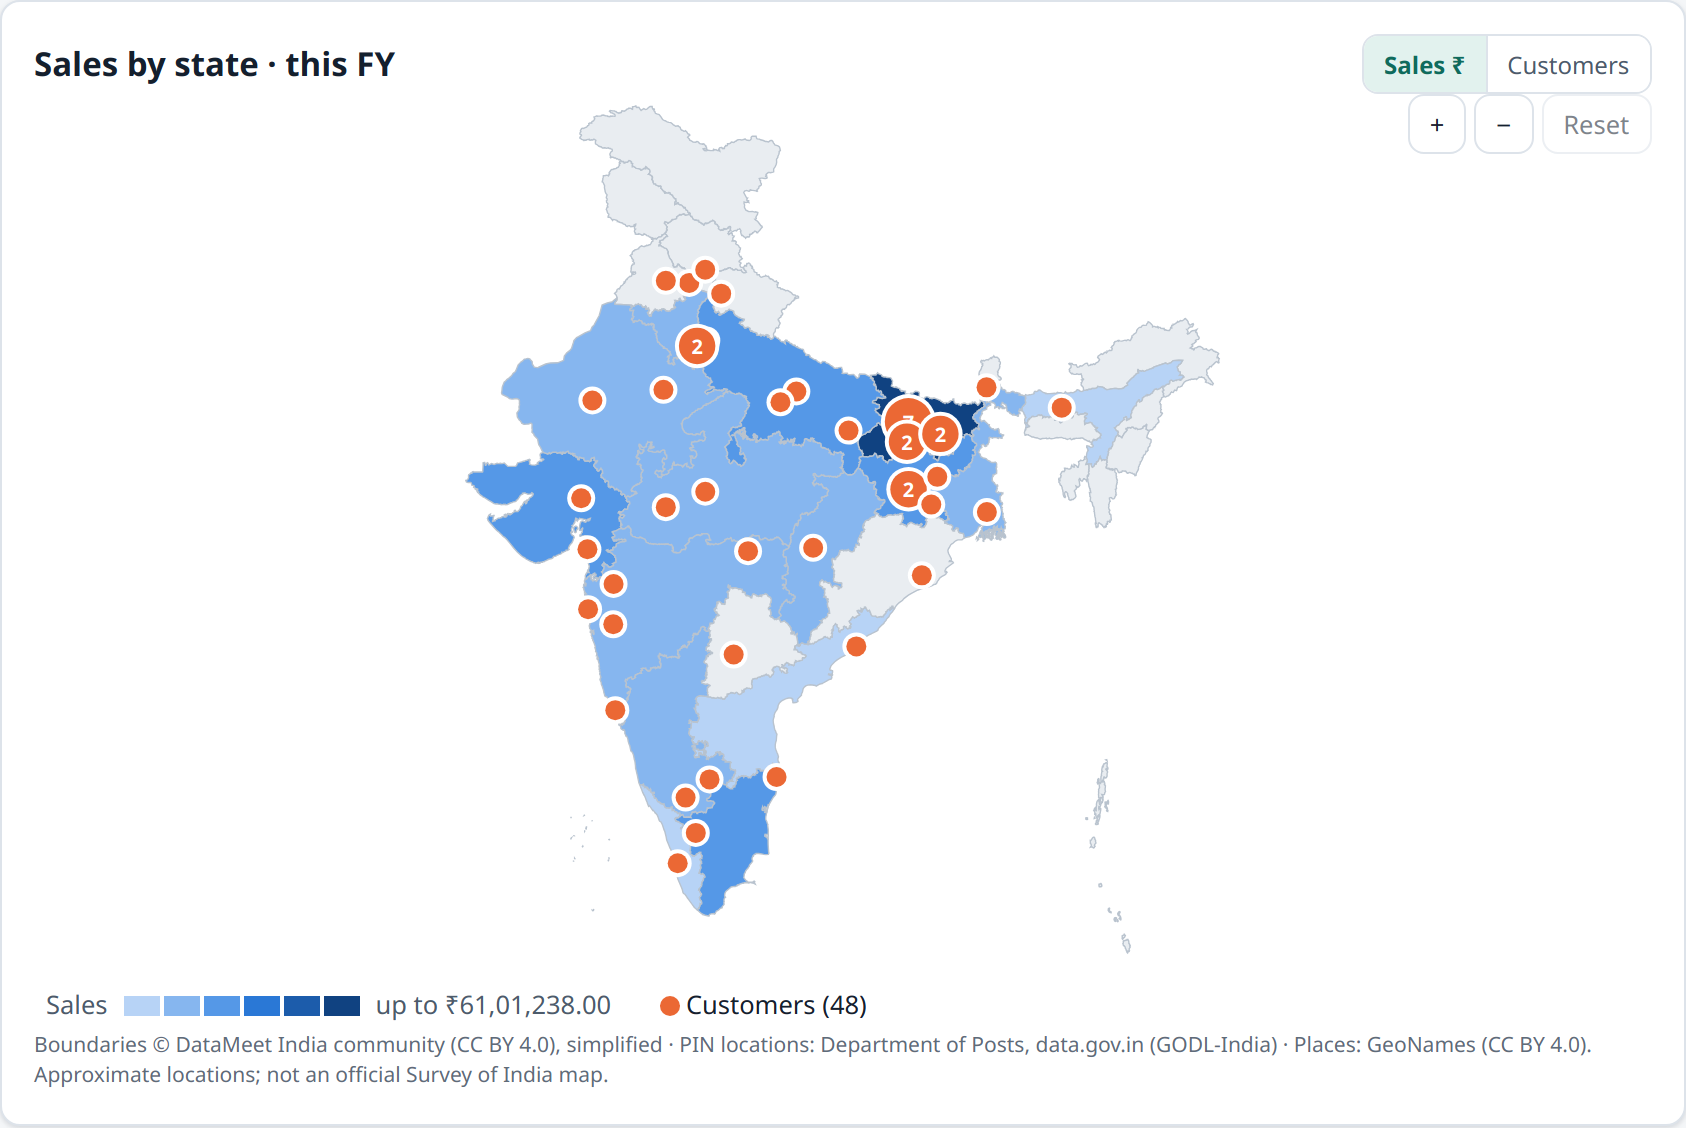 Sales by state · this FY
Sales ₹
Customers
+
−
Reset
2
2
2
2
Sales
up to ₹61,01,238.00
Customers (48)
Boundaries © DataMeet India community (CC BY 4.0), simplified · PIN locations: Department of Posts, data.gov.in (GODL-India) · Places: GeoNames (CC BY 4.0).
Approximate locations; not an official Survey of India map.